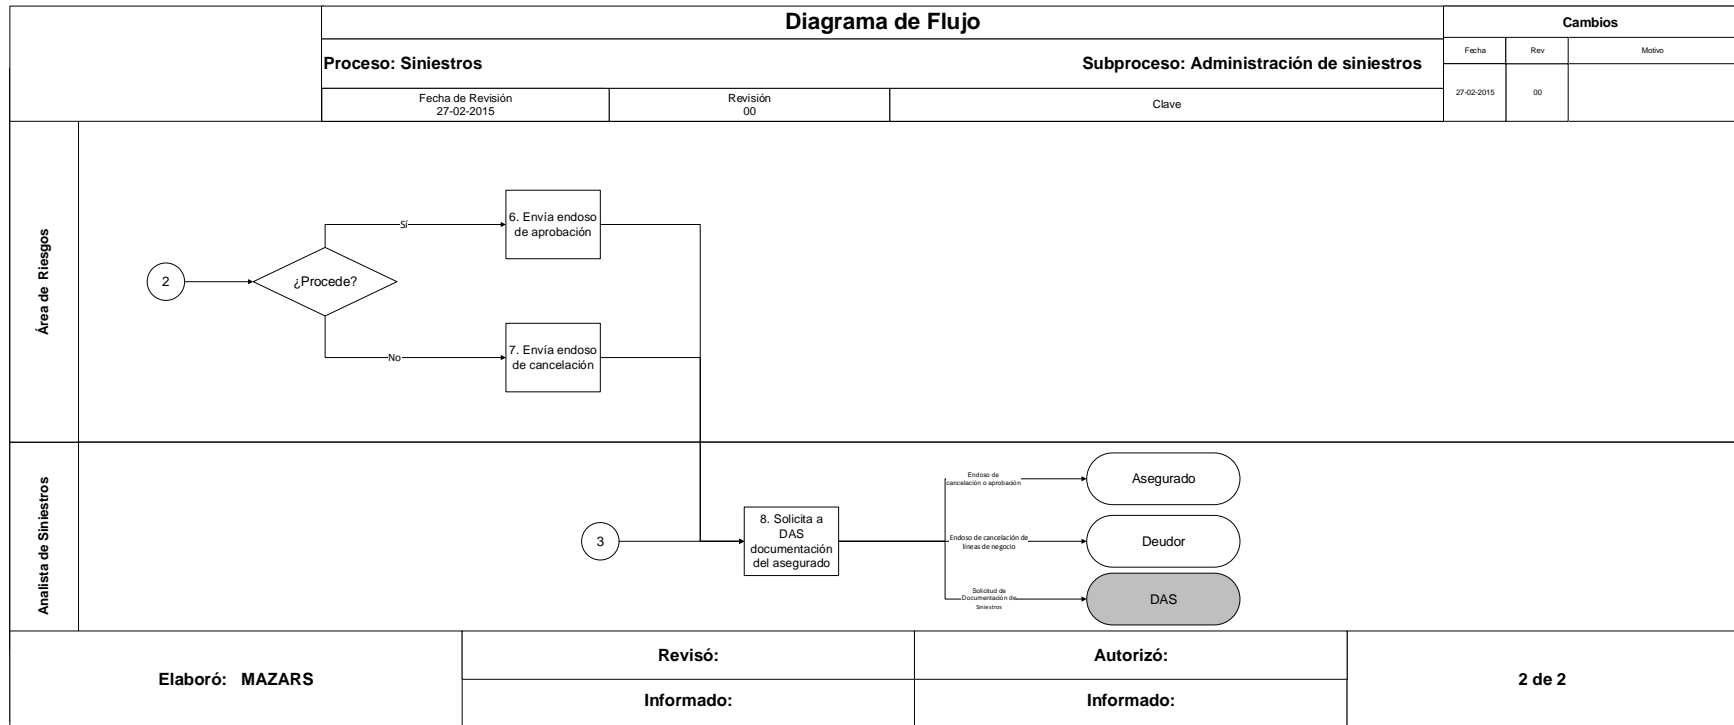 Diagrama de Flujo
Cambios
Proceso: Siniestros
Subproceso: Administración de siniestros
Fecha
Rev
Motivo
Fecha de Revisión
27-02-2015
Revisión
00
Clave
27-02-2015
00
Área de Riesgos
2
¿Procede?
Sí
6. Envía endoso
de aprobación
No
7. Envía endoso
de cancelación
Analista de Siniestros
3
8. Solicita a
DAS
documentación
del asegurado
Endoso de
cancelación o aprobación
Asegurado
Endoso de cancelación de
líneas de negocio
Deudor
Solicitud de
Documentación de
Siniestros
DAS
Elaboró: MAZARS
Revisó:
Autorizó:
Informado:
Informado:
2 de 2